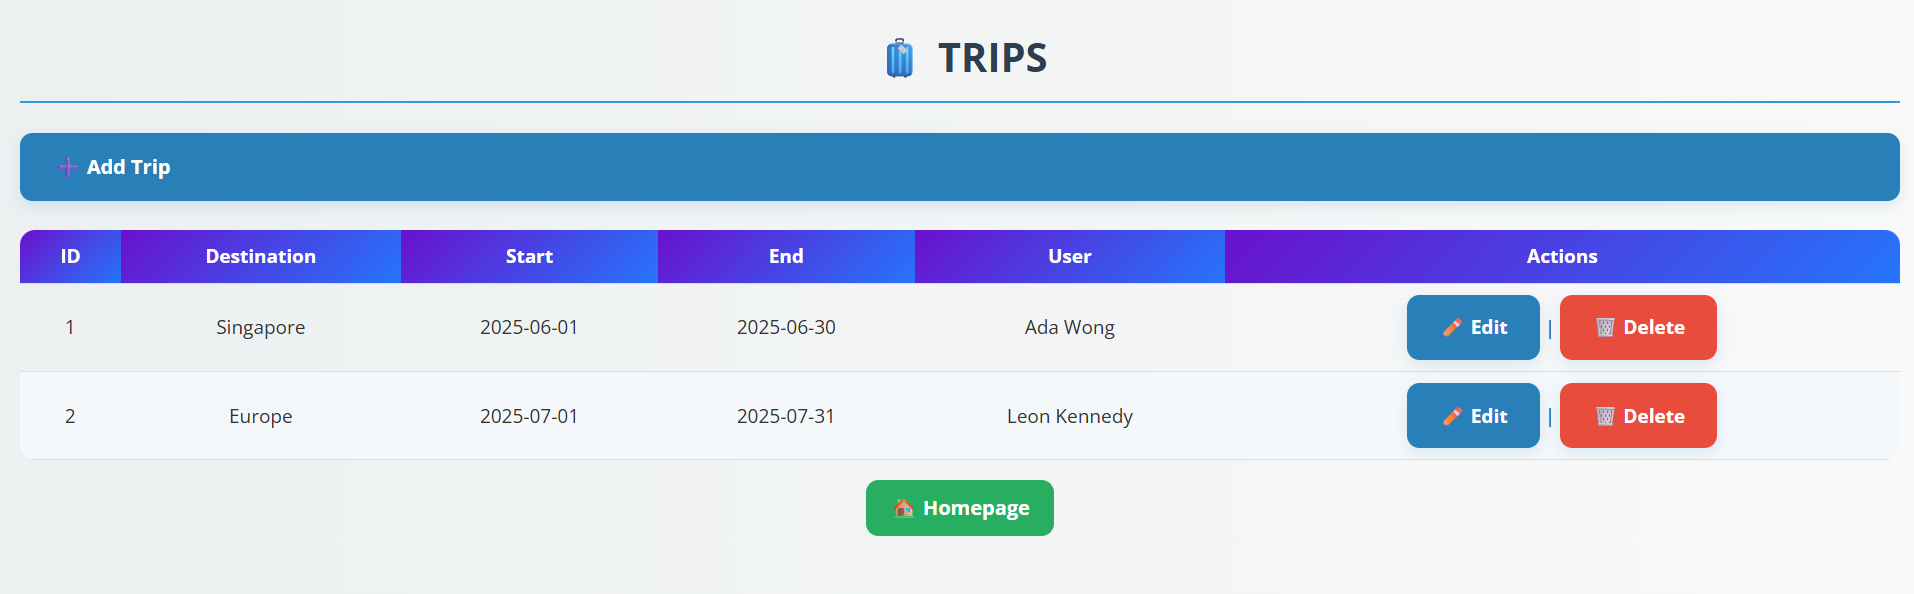 TRIPS
Add Trip
ID Destination Start End User Actions
1 Singapore 2025-06-01 2025-06-30 Ada Wong Edit | Delete
2 Europe 2025-07-01 2025-07-31 Leon Kennedy Edit | Delete
Homepage